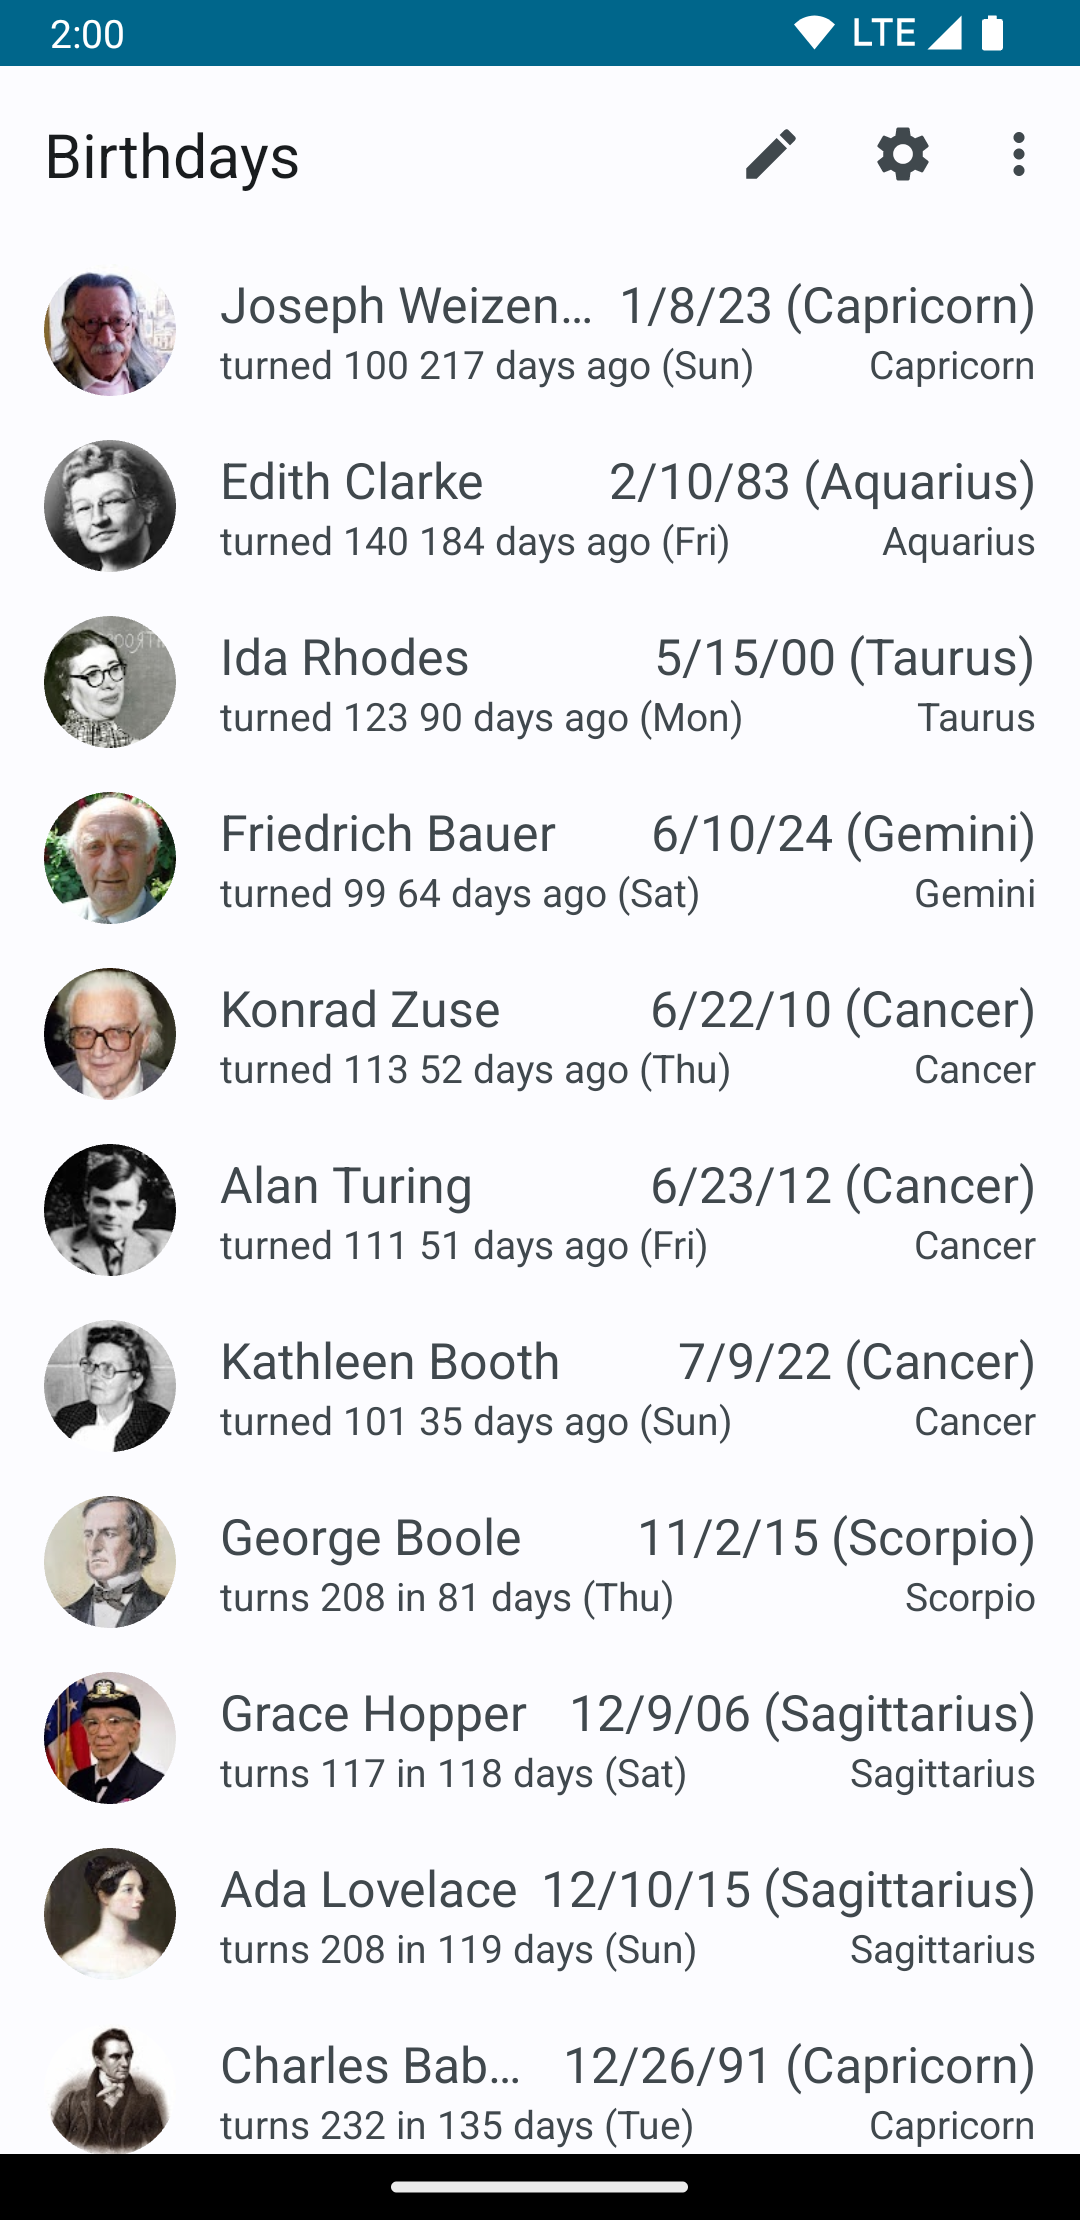 2:00 LTE
Birthdays
Joseph Weizen... 1/8/23 (Capricorn)
turned 100 217 days ago (Sun) Capricorn
Edith Clarke 2/10/83 (Aquarius)
turned 140 184 days ago (Fri) Aquarius
Ida Rhodes 5/15/00 (Taurus)
turned 123 90 days ago (Mon) Taurus
Friedrich Bauer 6/10/24 (Gemini)
turned 99 64 days ago (Sat) Gemini
Konrad Zuse 6/22/10 (Cancer)
turned 113 52 days ago (Thu) Cancer
Alan Turing 6/23/12 (Cancer)
turned 111 51 days ago (Fri) Cancer
Kathleen Booth 7/9/22 (Cancer)
turned 101 35 days ago (Sun) Cancer
George Boole 11/2/15 (Scorpio)
turns 208 in 81 days (Thu) Scorpio
Grace Hopper 12/9/06 (Sagittarius)
turns 117 in 118 days (Sat) Sagittarius
Ada Lovelace 12/10/15 (Sagittarius)
turns 208 in 119 days (Sun) Sagittarius
Charles Bab... 12/26/91 (Capricorn)
turns 232 in 135 days (Tue) Capricorn